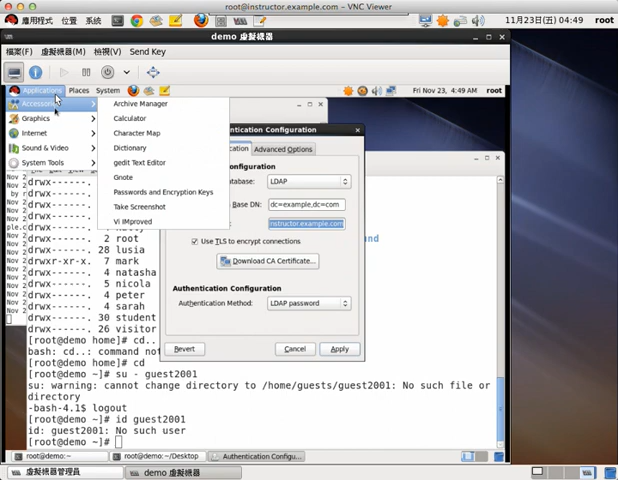 root@instructor.example.com - VNC Viewer
應用程式 位置 系統 11月23日(五) 04:49 root
demo 虛擬機器
檔案(F) 虛擬機器(M) 檢視(V) Send Key
Applications Places System Fri Nov 23, 4:49 AM root
Accessories
Graphics
Internet
Sound & Video
System Tools
Archive Manager
Calculator
Character Map
Dictionary
gedit Text Editor
Gnote
Passwords and Encryption Keys
Take Screenshot
Vi IMproved
thentication Configuration
Advanced Options
LDAP
Base DN: dc=example,dc=com
nstructor.example.com
Use TLS to encrypt connections
Download CA Certificate...
Authentication Configuration
Authentication Method: LDAP password
Revert Cancel Apply
drwx------.
drwx------. 2 root
drwx------. 28 lusia
drwxr-xr-x. 7 mark
drwx------. 4 natasha
drwx------. 5 nicola
drwx------. 4 peter
drwx------. 4 sarah
drwx------. 30 student
drwx------. 26 visitor
[root@demo home]# cd..
bash: cd..: command not
[root@demo home]# cd
[root@demo ~]# su - guest2001
su: warning: cannot change directory to /home/guests/guest2001: No such file or
directory
-bash-4.1$ logout
[root@demo ~]# id guest2001
id: guest2001: No such user
[root@demo ~]#
root@demo:~ root@demo:~/Desktop Authentication Configu...
虛擬機器管理員 demo 虛擬機器